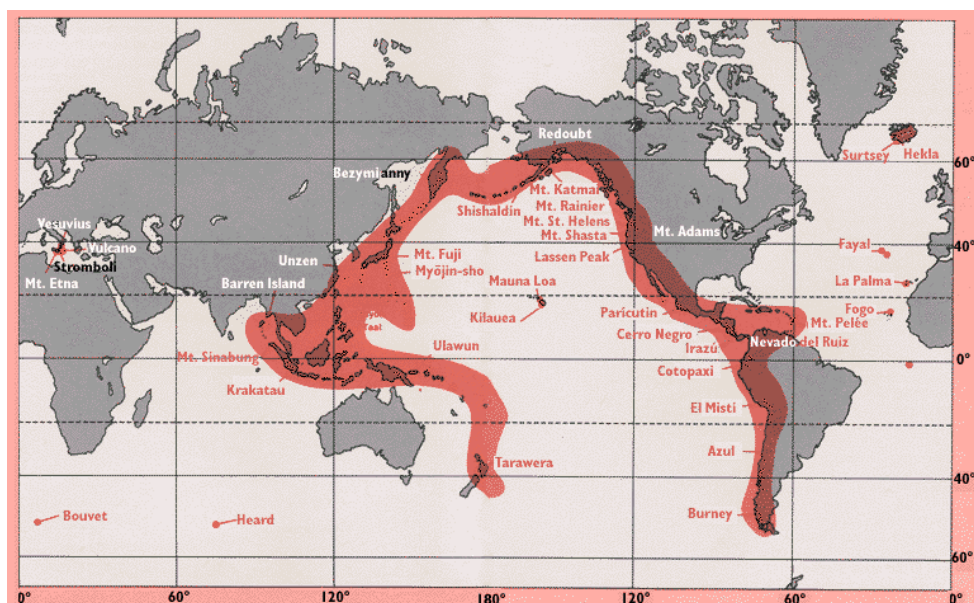 Redoubt
Surtsey
Hekla
60°
Bezymianny
Mt. Katmai
Shishaldin
Mt. Rainier
Mt. St. Helens
Mt. Adams
Vesuvius
Vulcano
Mt. Shasta
40°
Stromboli
Unzen
Mt. Fuji
Lassen Peak
Fayal
Mt. Etna
Barren Island
Myōjin-sho
Mauna Loa
La Palma
20°
Taal
Kilauea
Paricutin
Fogo
Mt. Pelée
Cerro Negro
Nevado del Ruiz
Mt. Sinabung
Ulawun
Irazú
0°
Krakatau
Cotopaxi
El Misti
20°
Tarawera
Azul
40°
Bouvet
Heard
Burney
60°
0°
60°
120°
180°
120°
60°
0°